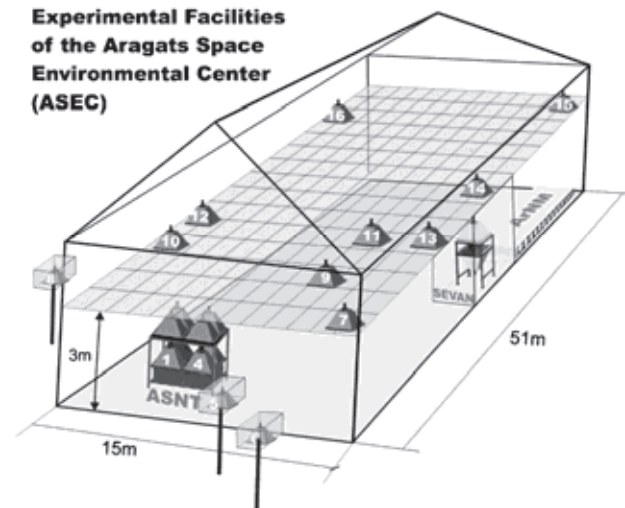 Experimental Facilities
of the Aragats Space
Environmental Center
(ASEC)
16
15
14
12
10
11
13
9
SEVAN
ArNM
7
3m
1
4
ASNT
51m
15m